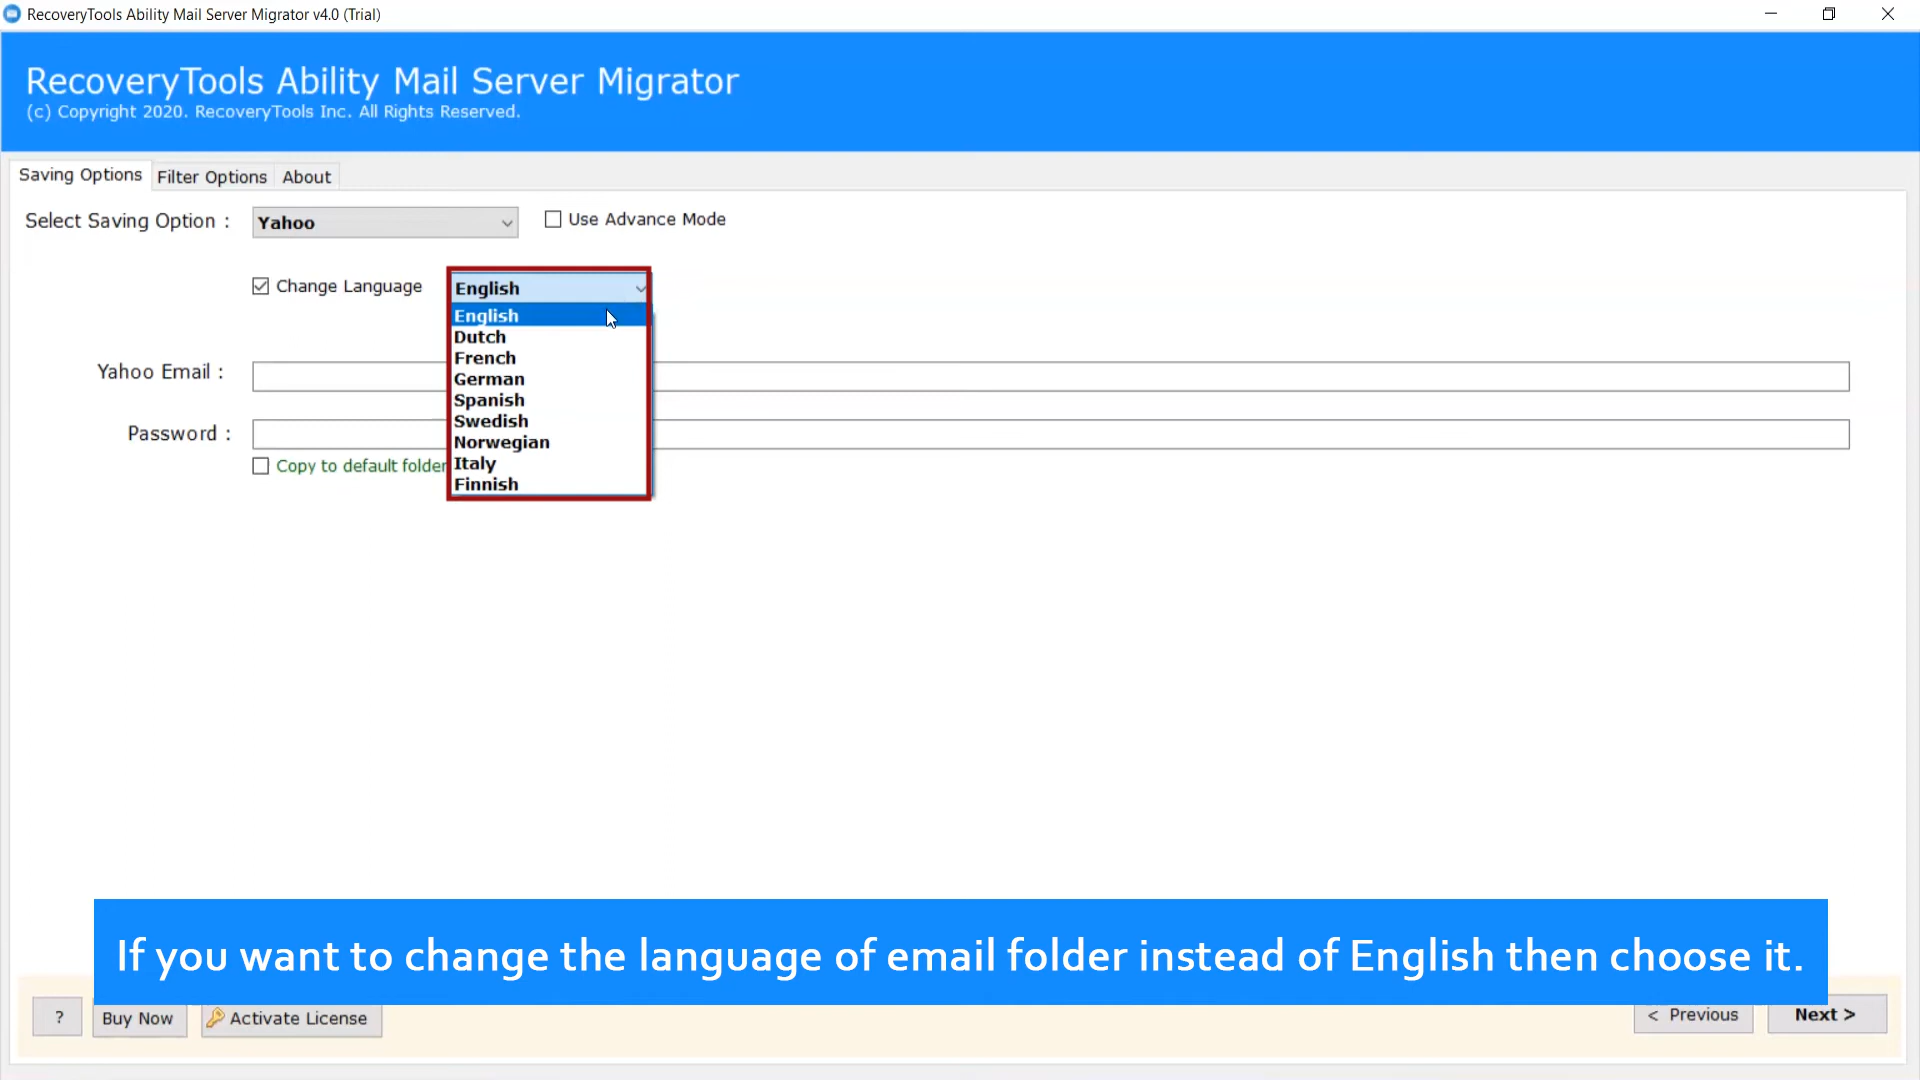 RecoveryTools Ability Mail Server Migrator v4.0 (Trial)
RecoveryTools Ability Mail Server Migrator
(c) Copyright 2020. RecoveryTools Inc. All Rights Reserved.
Saving Options Filter Options About
Select Saving Option : Yahoo Use Advance Mode
Change Language English
English
Dutch
French
German
Spanish
Swedish
Norwegian
Italy
Finnish
Yahoo Email :
Password :
Copy to default folder
If you want to change the language of email folder instead of English then choose it.
? Buy Now Activate License < Previous Next >